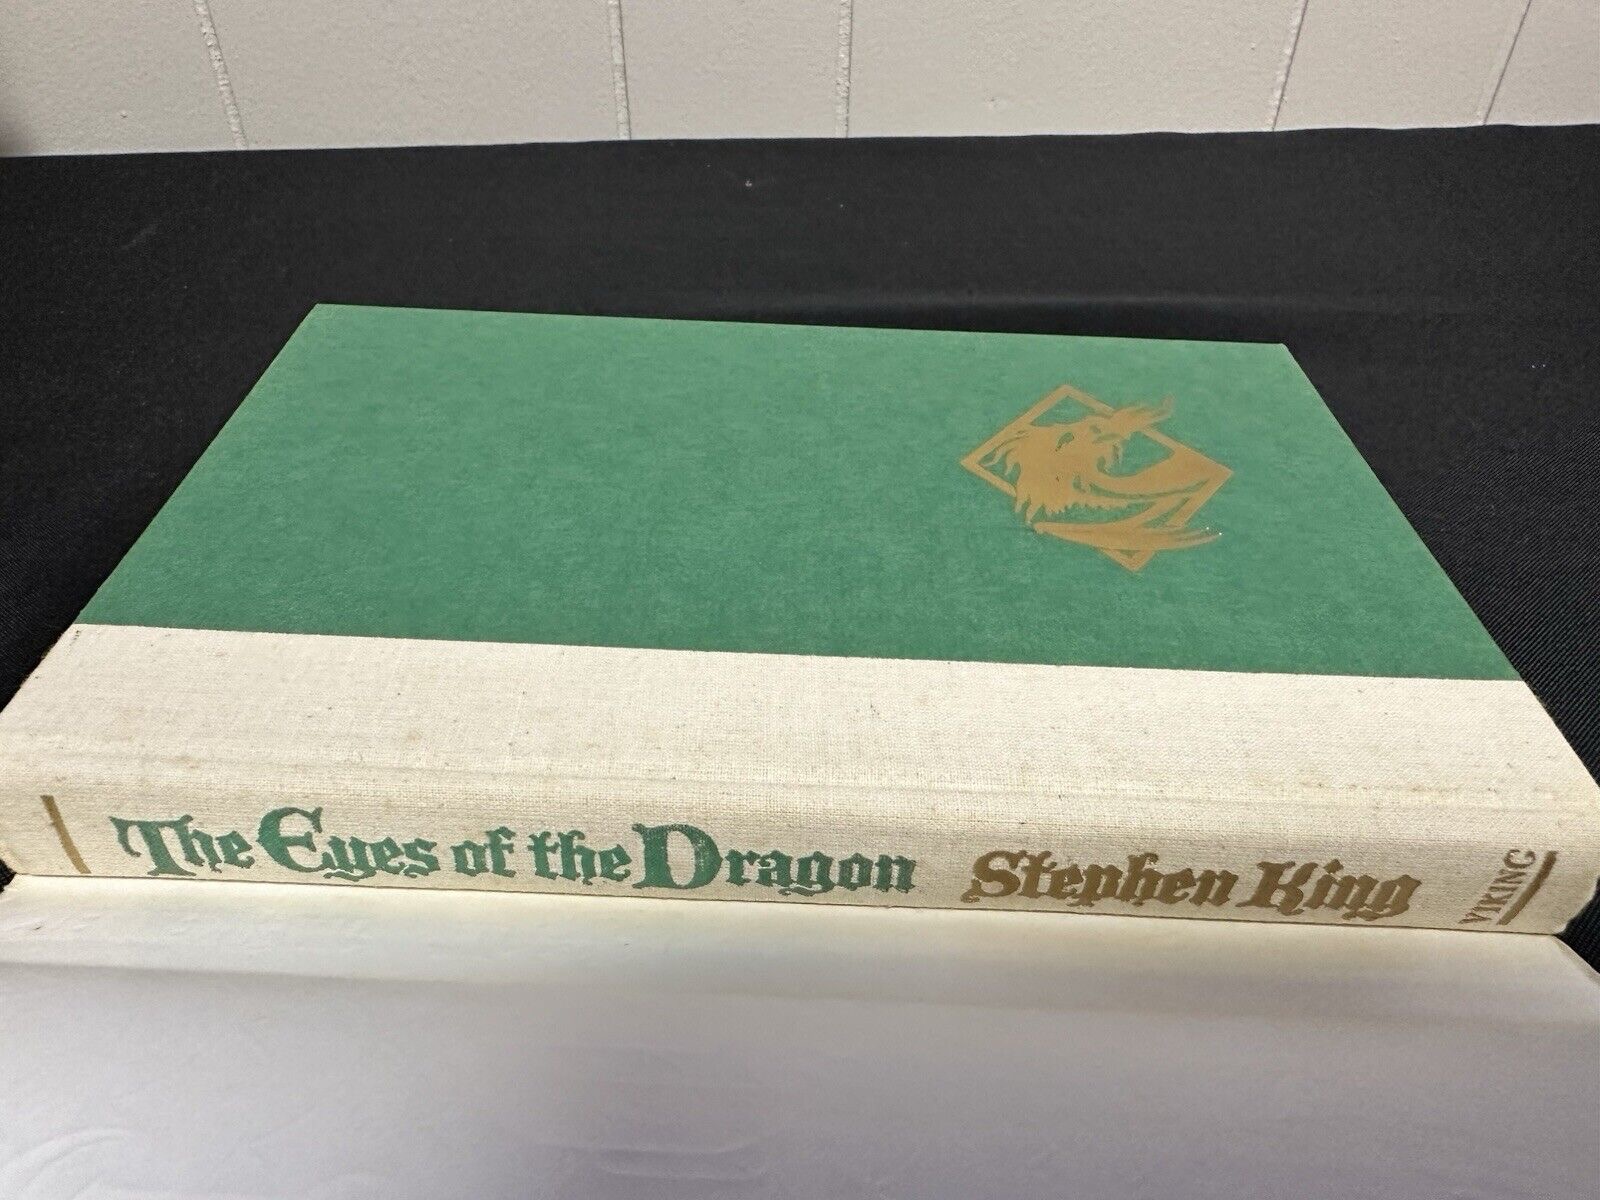 The Eyes of the Dragon Stephen King VIKING